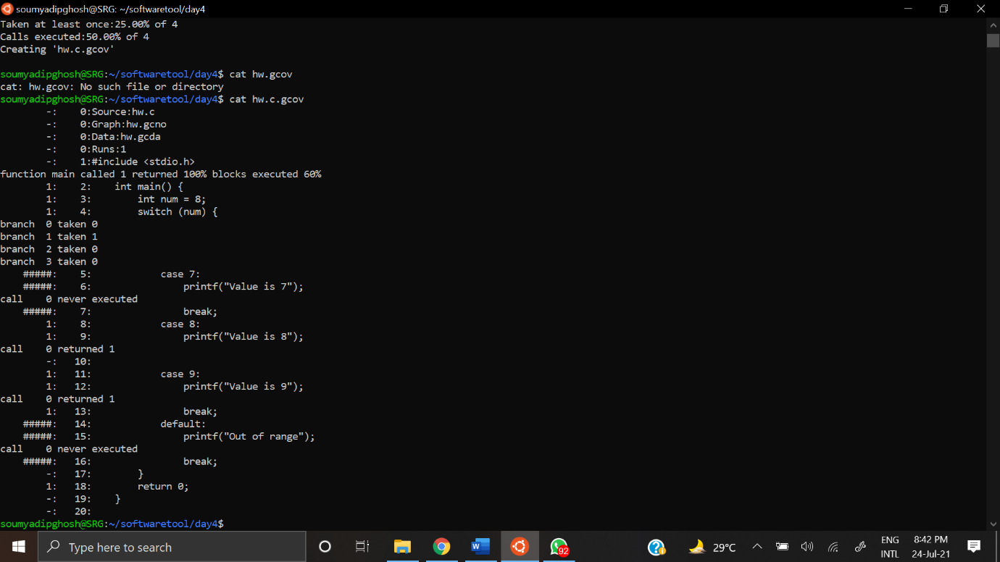 soumyadipghosh@SRG: ~/softwaretool/day4
Taken at least once:25.00% of 4
Calls executed:50.00% of 4
Creating 'hw.c.gcov'
soumyadipghosh@SRG:~/softwaretool/day4$ cat hw.gcov
cat: hw.gcov: No such file or directory
soumyadipghosh@SRG:~/softwaretool/day4$ cat hw.c.gcov
        -:    0:Source:hw.c
        -:    0:Graph:hw.gcno
        -:    0:Data:hw.gcda
        -:    0:Runs:1
        -:    1:#include <stdio.h>
function main called 1 returned 100% blocks executed 60%
        1:    2:    int main() {
        1:    3:        int num = 8;
        1:    4:        switch (num) {
branch  0 taken 0
branch  1 taken 1
branch  2 taken 0
branch  3 taken 0
    #####:    5:            case 7:
    #####:    6:                printf("Value is 7");
call    0 never executed
    #####:    7:                break;
        1:    8:            case 8:
        1:    9:                printf("Value is 8");
call    0 returned 1
        -:   10:
        1:   11:            case 9:
        1:   12:                printf("Value is 9");
call    0 returned 1
        1:   13:                break;
    #####:   14:            default:
    #####:   15:                printf("Out of range");
call    0 never executed
    #####:   16:                break;
        -:   17:        }
        1:   18:        return 0;
        -:   19:    }
        -:   20:
soumyadipghosh@SRG:~/softwaretool/day4$
Type here to search
92
29°C
ENG
INTL
8:42 PM
24-Jul-21